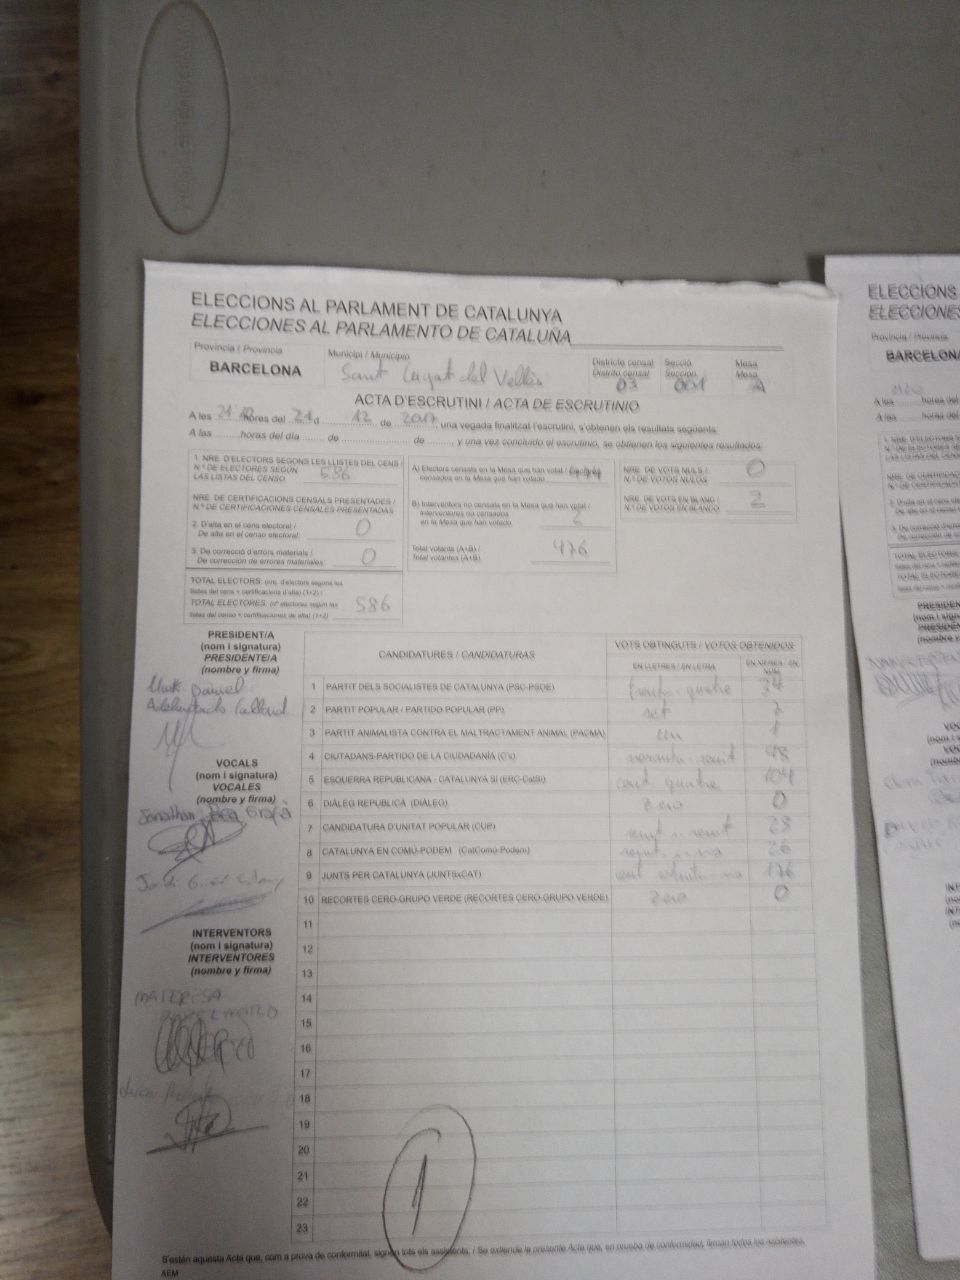 ELECCIONS AL PARLAMENT DE CATALUNYA
ELECCIONES AL PARLAMENTO DE CATALUÑA
Província / Provincia
BARCELONA
Municipi / Municipio
Sant Cugat del Vallès
Districte censal
Distrito censal
03
Secció
Sección
001
Mesa
Mesa
ACTA D'ESCRUTINI / ACTA DE ESCRUTINIO
A les hores del 21 d 12 de 2017 una vegada finalitzat l'escrutini, s'obtenen els resultats següents:
A las ........horas del día ....... de ........................ de ........, y una vez concluido el escrutinio, se obtienen los siguientes resultados:
1. NRE. D'ELECTORS SEGONS LES LLISTES DEL CENS /
N.º DE ELECTORES SEGÚN
LAS LISTAS DEL CENSO 586
NRE. DE CERTIFICACIONS CENSALS PRESENTADES /
N.º DE CERTIFICACIONES CENSALES PRESENTADAS
2. D'alta en el cens electoral /
De alta en el censo electoral: 0
3. De correcció d'errors materials /
De corrección de errores materiales: 0
TOTAL ELECTORS: (nre. d'electors segons les
llistes del cens + certificacions d'alta) (1+2) /
TOTAL ELECTORES: (nº electores según las
listas del censo + certificaciones de alta) (1+2) 586
A) Electors censats en la Mesa que han votat /
censados en la Mesa que han votado
B) Interventors no censats en la Mesa que han votat /
Interventores no censados
en la Mesa que han votado 2
Total votants (A+B) /
Total votantes (A+B) 476
NRE. DE VOTS NULS /
N.º DE VOTOS NULOS 0
NRE. DE VOTS EN BLANC /
N.º DE VOTOS EN BLANCO 2
PRESIDENT/A
(nom i signatura)
PRESIDENTE/A
(nombre y firma)
VOCALS
(nom i signatura)
VOCALES
(nombre y firma)
Jonathan
INTERVENTORS
(nom i signatura)
INTERVENTORES
(nombre y firma)
CANDIDATURES / CANDIDATURAS
VOTS OBTINGUTS / VOTOS OBTENIDOS
EN LLETRES / EN LETRA
EN XIFRES / EN NUM
1 PARTIT DELS SOCIALISTES DE CATALUNYA (PSC-PSOE) trenta-quatre 34
2 PARTIT POPULAR / PARTIDO POPULAR (PP) set 7
3 PARTIT ANIMALISTA CONTRA EL MALTRACTAMENT ANIMAL (PACMA) un 1
4 CIUTADANS-PARTIDO DE LA CIUDADANÍA (C's) noranta-vuit 98
5 ESQUERRA REPUBLICANA - CATALUNYA SÍ (ERC-CatSí) cent quatre 104
6 DIÀLEG REPUBLICÀ (DIÀLEG) zero 0
7 CANDIDATURA D'UNITAT POPULAR (CUP) vint-i-vuit 28
8 CATALUNYA EN COMÚ-PODEM (CatComú-Podem) vint-i-sis 26
9 JUNTS PER CATALUNYA (JUNTSxCAT) cent setanta-sis 176
10 RECORTES CERO-GRUPO VERDE (RECORTES CERO-GRUPO VERDE) zero 0
11
12
13
14
15
16
17
18
19
20
21
22
23
1
S'estén aquesta Acta que, com a prova de conformitat, signen tots els assistents. / Se extiende la presente Acta que, en prueba de conformidad, firman todos los asistentes.
AEM
ELECCIONS
ELECCIONES
Provincia / Provincia
BARCELONA